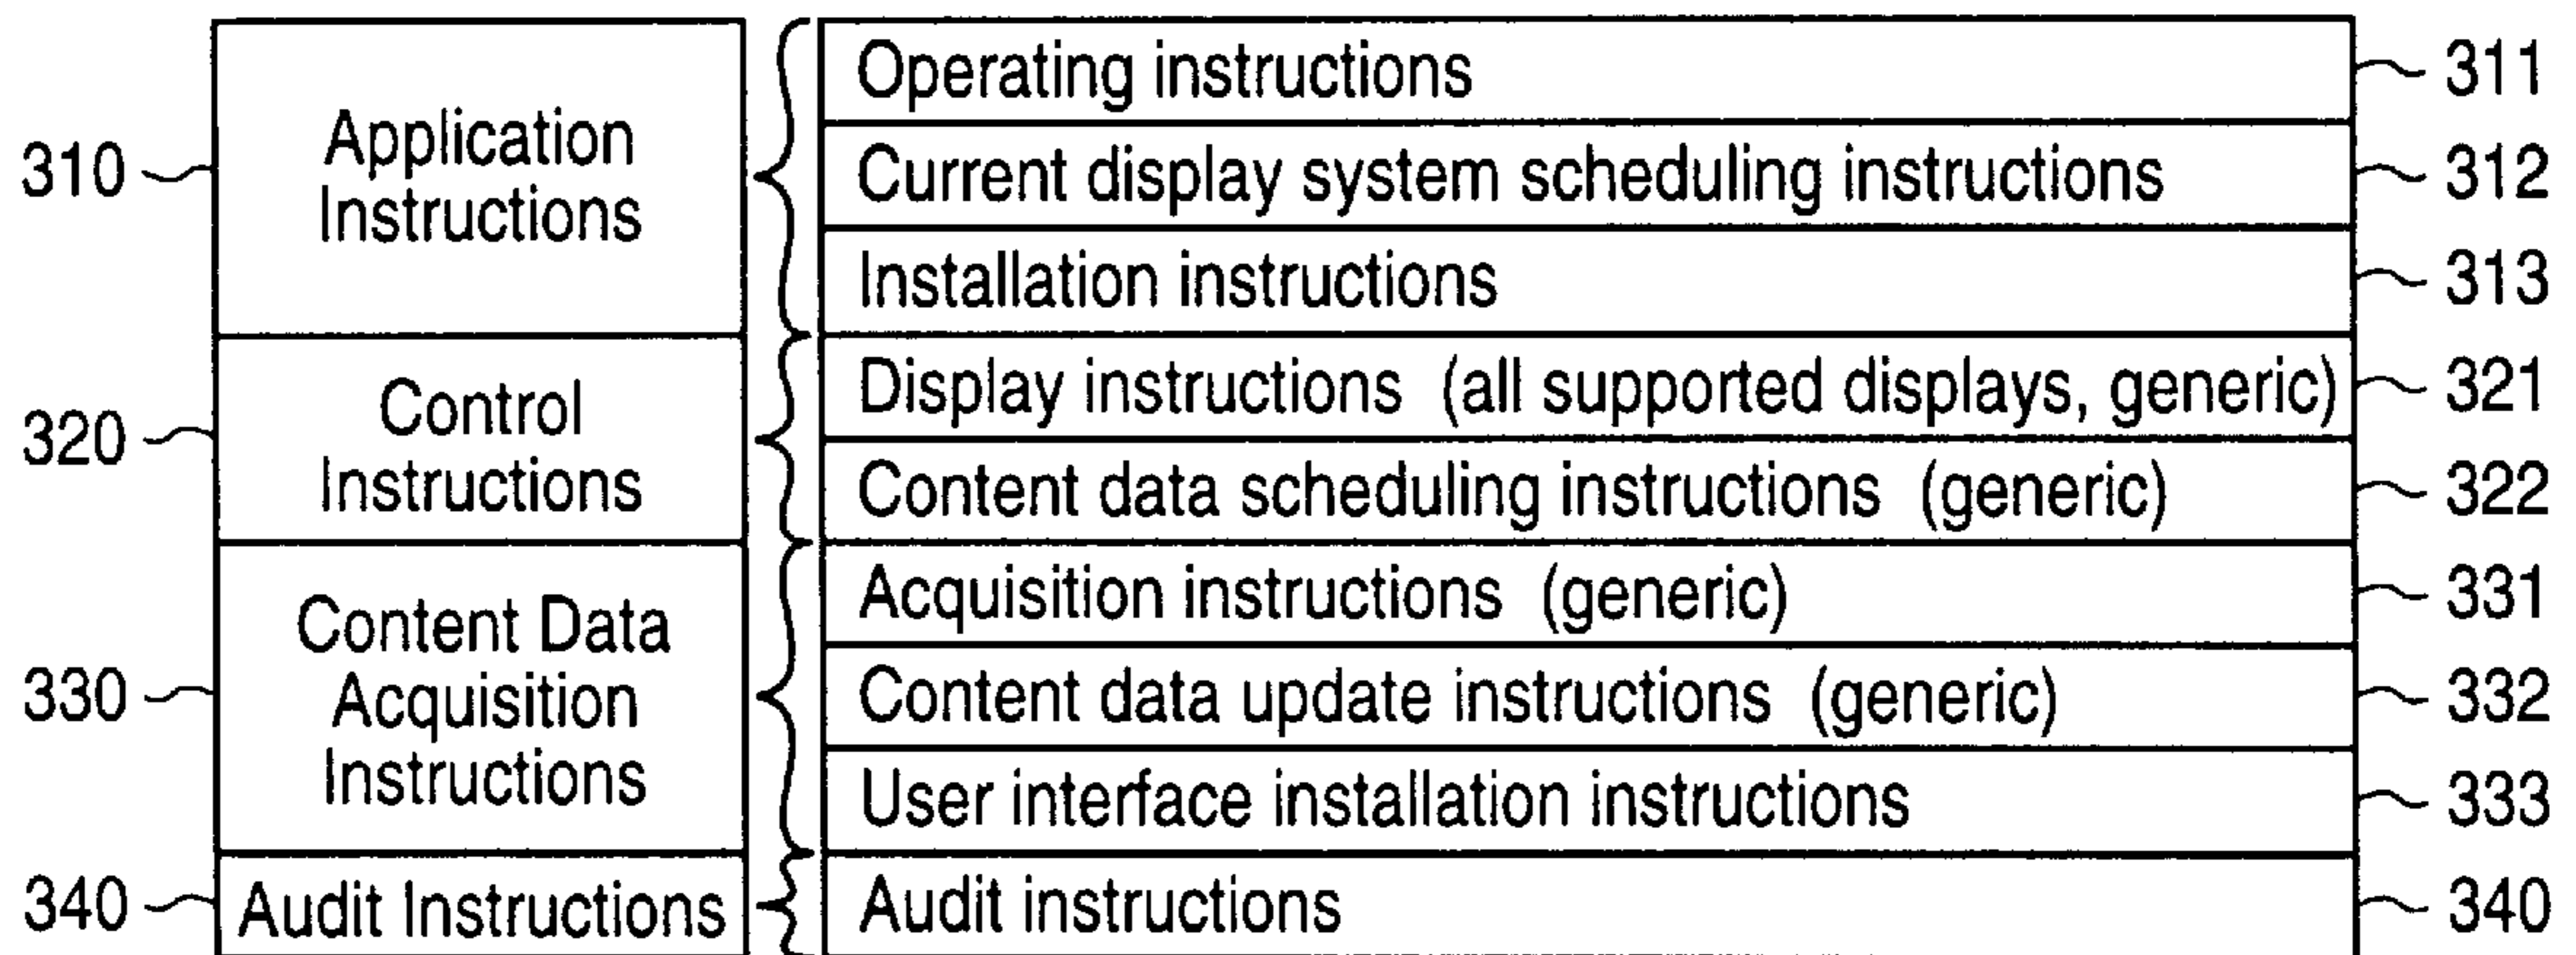 310
Application
Instructions
Operating instructions
311
Current display system scheduling instructions
312
Installation instructions
313
320
Control
Instructions
Display instructions (all supported displays, generic)
321
Content data scheduling instructions (generic)
322
330
Content Data
Acquisition
Instructions
Acquisition instructions (generic)
331
Content data update instructions (generic)
332
User interface installation instructions
333
340
Audit Instructions
Audit instructions
340